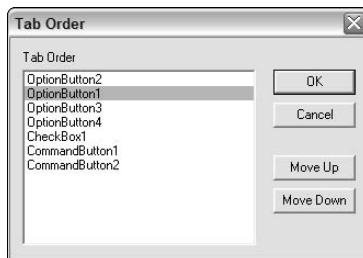 Tab Order
Tab Order
OptionButton2
OptionButton1
OptionButton3
OptionButton4
CheckBox1
CommandButton1
CommandButton2
OK
Cancel
Move Up
Move Down